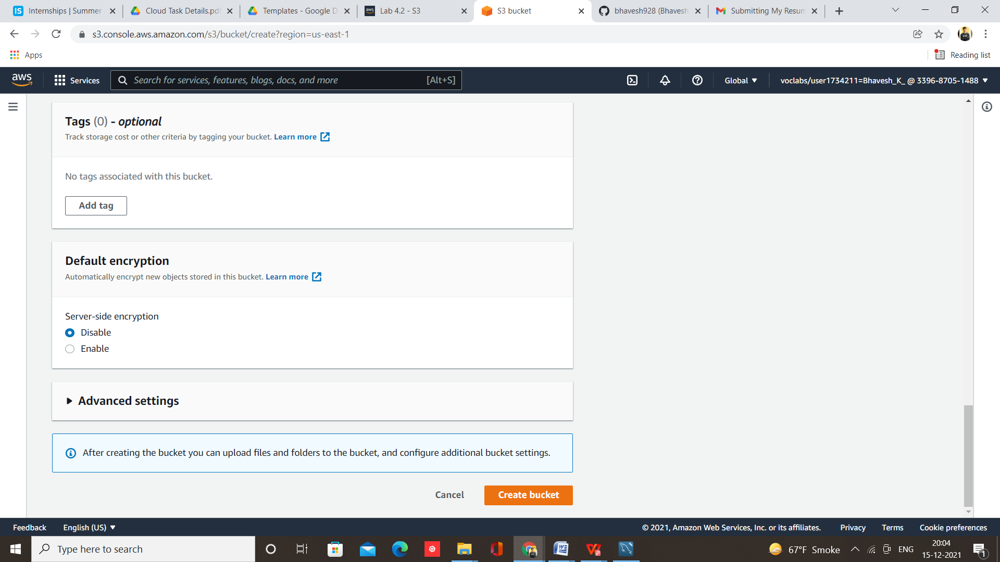 Internships | Summer
Cloud Task Details.pdf
Templates - Google D
aws
Lab 4.2 - S3
S3 bucket
bhavesh928 (Bhavesh
Submitting My Resum
s3.console.aws.amazon.com/s3/bucket/create?region=us-east-1
Apps
Reading list
aws
Services
Search for services, features, blogs, docs, and more
[Alt+S]
Global
voclabs/user1734211=Bhavesh_K_ @ 3396-8705-1488
Tags (0) - optional
Track storage cost or other criteria by tagging your bucket. Learn more
No tags associated with this bucket.
Add tag
Default encryption
Automatically encrypt new objects stored in this bucket. Learn more
Server-side encryption
Disable
Enable
Advanced settings
After creating the bucket you can upload files and folders to the bucket, and configure additional bucket settings.
Cancel
Create bucket
Feedback
English (US)
© 2021, Amazon Web Services, Inc. or its affiliates.
Privacy
Terms
Cookie preferences
Type here to search
67°F Smoke
ENG
20:04
15-12-2021
1